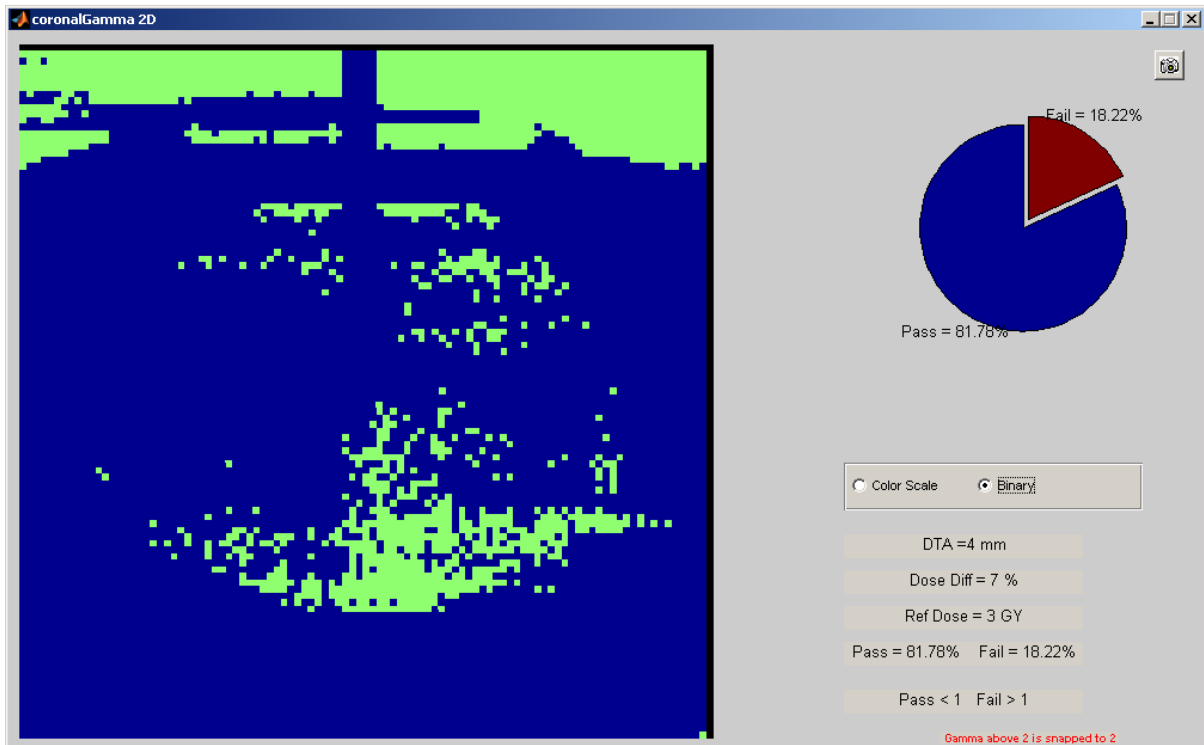 coronalGamma 2D
Fail = 18.22%
Pass = 81.78%
Color Scale Binary
DTA =4 mm
Dose Diff = 7 %
Ref Dose = 3 GY
Pass = 81.78% Fail = 18.22%
Pass < 1 Fail > 1
Gamma above 2 is snapped to 2